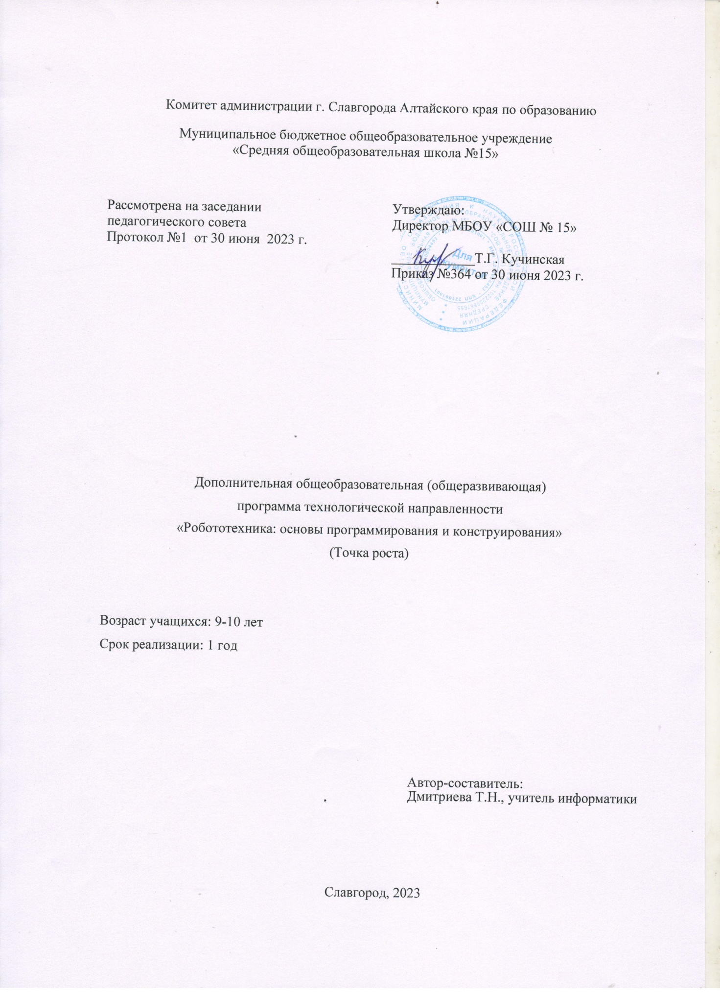 Комитет администрации г. Славгорода Алтайского края по образованию
Муниципальное бюджетное общеобразовательное учреждение
«Средняя общеобразовательная школа №15»
Рассмотрена на заседании
педагогического совета
Протокол №1 от 30 июня 2023 г.
Утверждаю:
Директор МБОУ «СОШ № 15»
Т.Г. Кучинская
Приказ №364 от 30 июня 2023 г.
Для
документов
Дополнительная общеобразовательная (общеразвивающая)
программа технологической направленности
«Робототехника: основы программирования и конструирования»
(Точка роста)
Возраст учащихся: 9-10 лет
Срок реализации: 1 год
Автор-составитель:
Дмитриева Т.Н., учитель информатики
Славгород, 2023